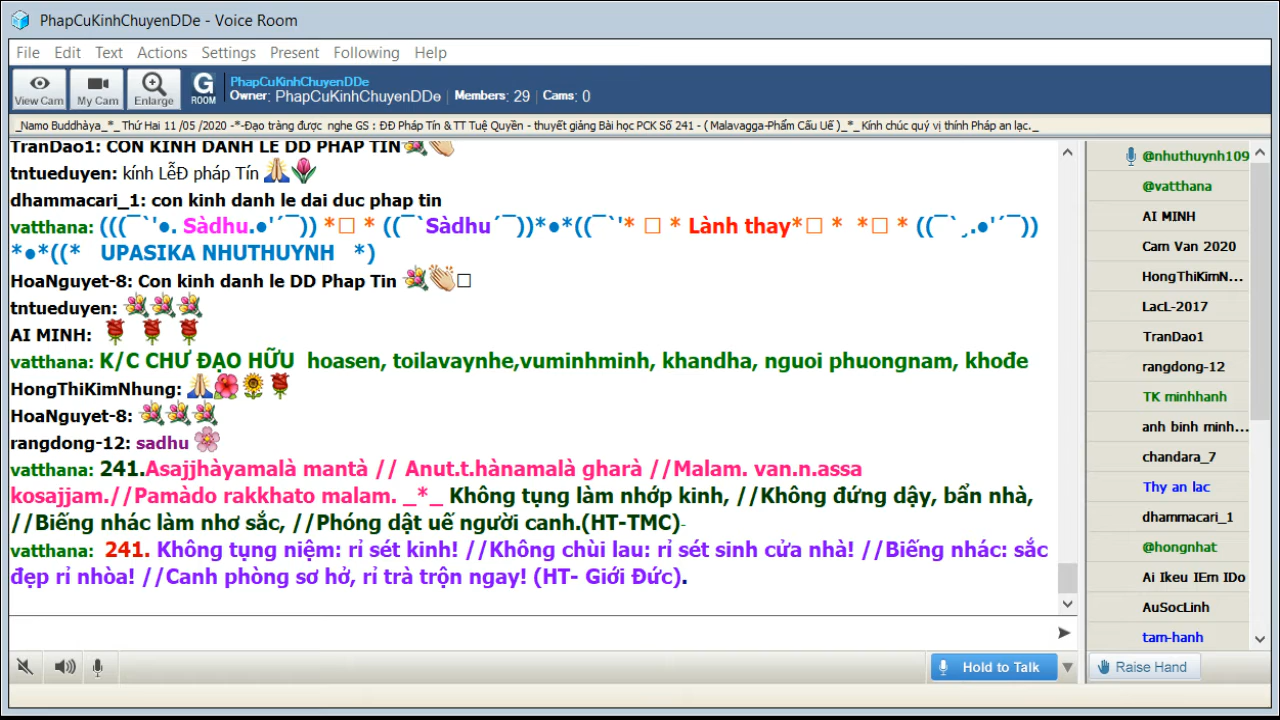 PhapCuKinhChuyenDDe - Voice Room
File Edit Text Actions Settings Present Following Help
View Cam My Cam Enlarge G ROOM
PhapCuKinhChuyenDDe
Owner: PhapCuKinhChuyenDDe Members: 29 Cams: 0
_Namo Buddhàya_*_ Thứ Hai 11 /05 /2020 -*-Đạo tràng được nghe GS : ĐĐ Pháp Tín & TT Tuệ Quyền - thuyết giảng Bài học PCK Số 241 - ( Malavagga-Phẩm Cấu Uế )_*_ Kính chúc quý vị thính Pháp an lạc._
TranDao1: CON KINH DANH LE DD PHAP TIN
tntueduyen: kính LễĐ pháp Tín
dhammacari_1: con kinh danh le dai duc phap tin
vatthana: (((¯`'●. Sàdhu.●'´¯)) *□ * ((¯`Sàdhu´¯))*●*((¯`'* □ * Lành thay*□ * *□ * ((¯`¸.●'´¯))
*●*((* UPASIKA NHUTHUYNH *)
HoaNguyet-8: Con kinh danh le DD Phap Tin □
tntueduyen:
AI MINH:
vatthana: K/C CHƯ ĐẠO HỮU hoasen, toilavaynhe,vuminhminh, khandha, nguoi phuongnam, khođe
HongThiKimNhung:
HoaNguyet-8:
rangdong-12: sadhu
vatthana: 241.Asajjhàyamalà mantà // Anut.t.hànamalà gharà //Malam. van.n.assa
kosajjam.//Pamàdo rakkhato malam. _*_ Không tụng làm nhớp kinh, //Không đứng dậy, bẩn nhà,
//Biếng nhác làm nhơ sắc, //Phóng dật uế người canh.(HT-TMC)-
vatthana: 241. Không tụng niệm: rỉ sét kinh! //Không chùi lau: rỉ sét sinh cửa nhà! //Biếng nhác: sắc
đẹp rỉ nhòa! //Canh phòng sơ hở, rỉ trà trộn ngay! (HT- Giới Đức).
@nhuthuynh109
@vatthana
AI MINH
Cam Van 2020
HongThiKimN...
LacL-2017
TranDao1
rangdong-12
TK minhhanh
anh binh minh...
chandara_7
Thy an lac
dhammacari_1
@hongnhat
Ai lkeu lEm lDo
AuSocLinh
tam-hanh
Hold to Talk
Raise Hand